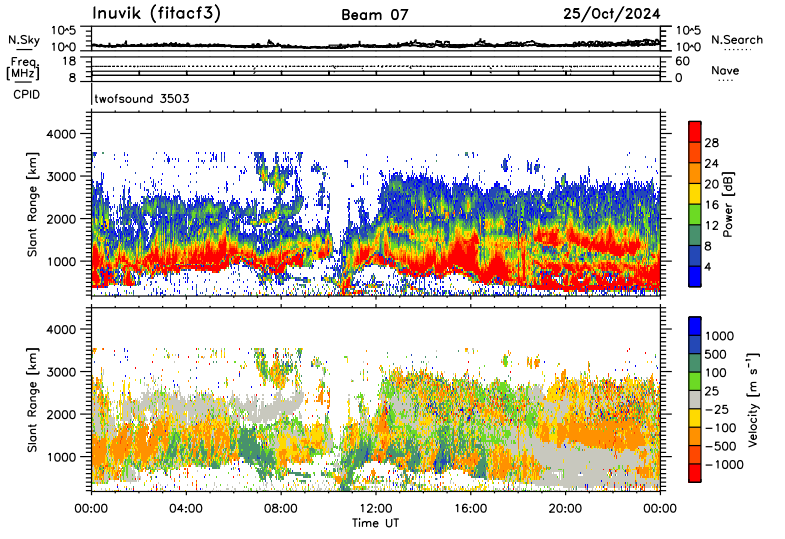 Inuvik (fitacf3) Beam 07 25/Oct/2024
N.Sky 10^5 10^0 10^5 10^0 N.Search
Freq. [MHz] 18 8 60 0 Nave
CPID twofsound 3503
Slant Range [km] 4000 3000 2000 1000
Power [dB] 28 24 20 16 12 8 4
Slant Range [km] 4000 3000 2000 1000
Velocity [m s⁻¹] 1000 500 100 25 −25 −100 −500 −1000
00:00 04:00 08:00 12:00 16:00 20:00 00:00
Time UT